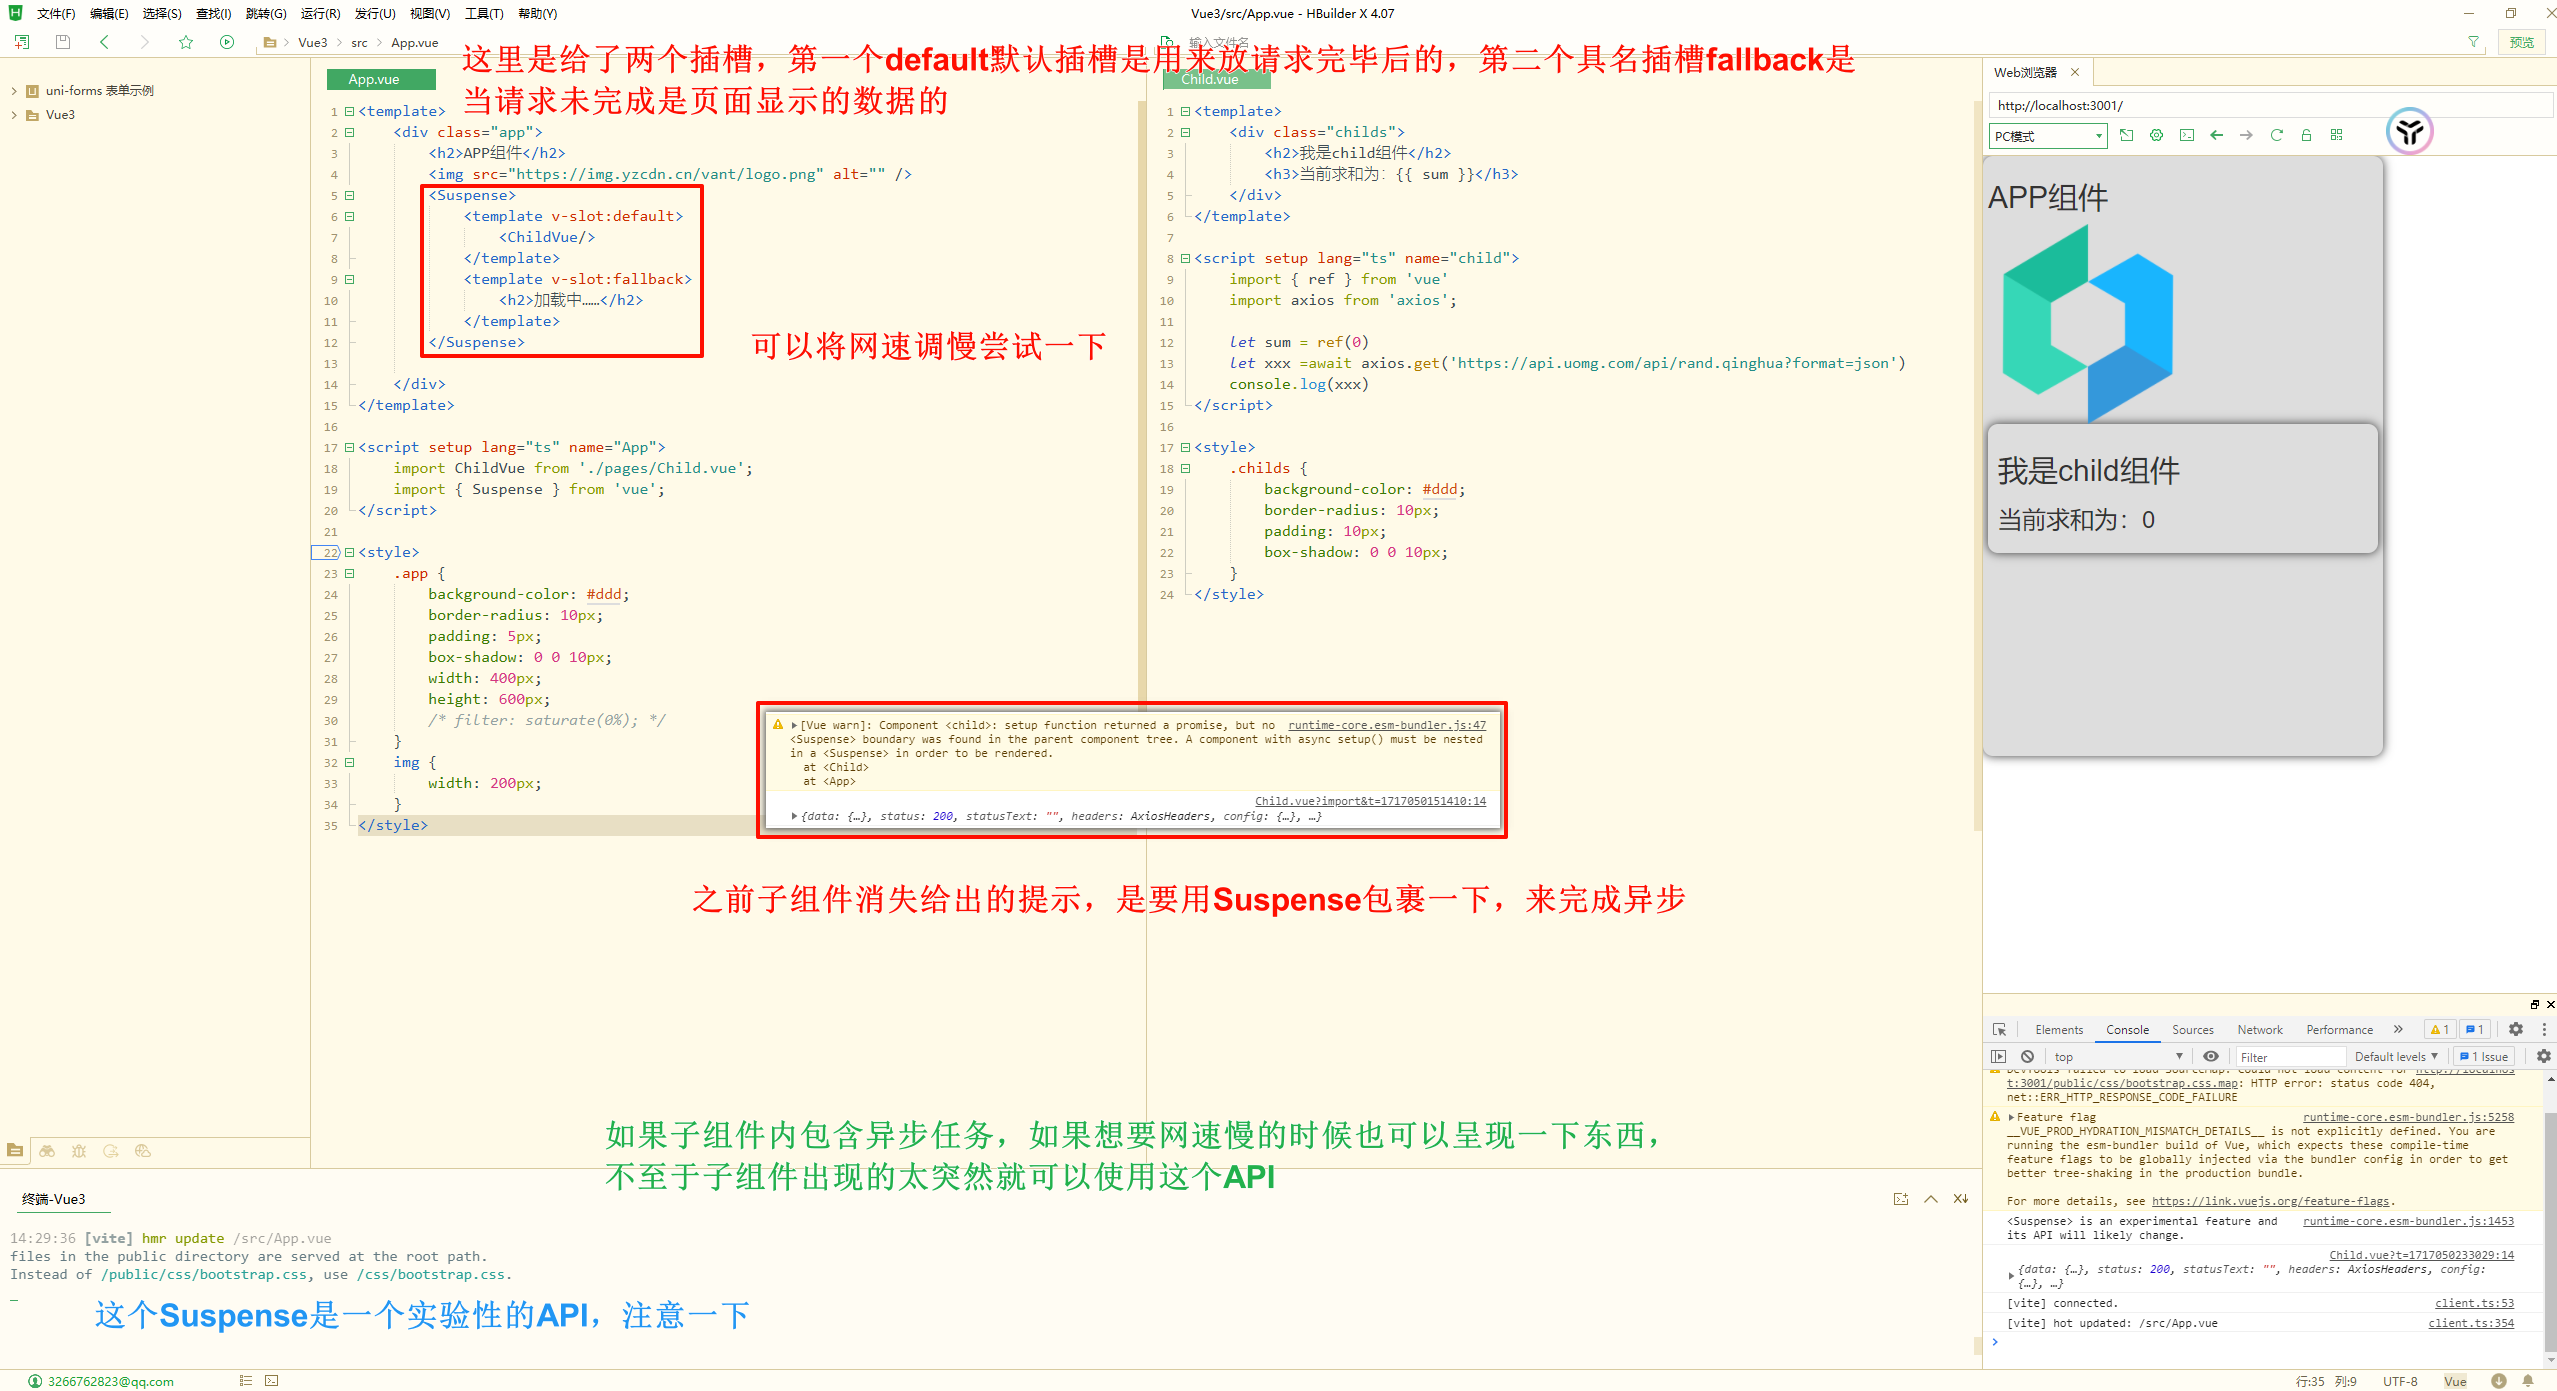 文件(F) 编辑(E) 选择(S) 查找(I) 跳转(G) 运行(R) 发行(U) 视图(V) 工具(T) 帮助(Y)
Vue3/src/App.vue - HBuilder X 4.07
Vue3 src App.vue
输入文件名
预览
这里是给了两个插槽，第一个default默认插槽是用来放请求完毕后的，第二个具名插槽fallback是
当请求未完成是页面显示的数据的
uni-forms 表单示例
Vue3
App.vue
1 <template>
2 <div class="app">
3 <h2>APP组件</h2>
4 <img src="https://img.yzcdn.cn/vant/logo.png" alt="" />
5 <Suspense>
6 <template v-slot:default>
7 <ChildVue/>
8 </template>
9 <template v-slot:fallback>
10 <h2>加载中……</h2>
11 </template>
12 </Suspense>
13
14 </div>
15 </template>
16
17 <script setup lang="ts" name="App">
18 import ChildVue from './pages/Child.vue';
19 import { Suspense } from 'vue';
20 </script>
21
22 <style>
23 .app {
24 background-color: #ddd;
25 border-radius: 10px;
26 padding: 5px;
27 box-shadow: 0 0 10px;
28 width: 400px;
29 height: 600px;
30 /* filter: saturate(0%); */
31 }
32 img {
33 width: 200px;
34 }
35 </style>
可以将网速调慢尝试一下
Child.vue
1 <template>
2 <div class="childs">
3 <h2>我是child组件</h2>
4 <h3>当前求和为：{{ sum }}</h3>
5 </div>
6 </template>
7
8 <script setup lang="ts" name="child">
9 import { ref } from 'vue'
10 import axios from 'axios';
11
12 let sum = ref(0)
13 let xxx =await axios.get('https://api.uomg.com/api/rand.qinghua?format=json')
14 console.log(xxx)
15 </script>
16
17 <style>
18 .childs {
19 background-color: #ddd;
20 border-radius: 10px;
21 padding: 10px;
22 box-shadow: 0 0 10px;
23 }
24 </style>
[Vue warn]: Component <child>: setup function returned a promise, but no runtime-core.esm-bundler.js:47
<Suspense> boundary was found in the parent component tree. A component with async setup() must be nested
in a <Suspense> in order to be rendered.
at <Child>
at <App>
Child.vue?import&t=1717050151410:14
{data: {…}, status: 200, statusText: "", headers: AxiosHeaders, config: {…}, …}
之前子组件消失给出的提示，是要用Suspense包裹一下，来完成异步
如果子组件内包含异步任务，如果想要网速慢的时候也可以呈现一下东西，
不至于子组件出现的太突然就可以使用这个API
Web浏览器
http://localhost:3001/
PC模式
APP组件
我是child组件
当前求和为：0
Elements Console Sources Network Performance 1 1
top Filter Default levels 1 Issue
DevTools failed to load SourceMap: Could not load content for http://localhos
t:3001/public/css/bootstrap.css.map: HTTP error: status code 404,
net::ERR_HTTP_RESPONSE_CODE_FAILURE
Feature flag runtime-core.esm-bundler.js:5258
__VUE_PROD_HYDRATION_MISMATCH_DETAILS__ is not explicitly defined. You are
running the esm-bundler build of Vue, which expects these compile-time
feature flags to be globally injected via the bundler config in order to get
better tree-shaking in the production bundle.
For more details, see https://link.vuejs.org/feature-flags.
<Suspense> is an experimental feature and runtime-core.esm-bundler.js:1453
its API will likely change.
Child.vue?t=1717050233029:14
{data: {…}, status: 200, statusText: "", headers: AxiosHeaders, config:
{…}, …}
[vite] connected. client.ts:53
[vite] hot updated: /src/App.vue client.ts:354
终端-Vue3
14:29:36 [vite] hmr update /src/App.vue
files in the public directory are served at the root path.
Instead of /public/css/bootstrap.css, use /css/bootstrap.css.
这个Suspense是一个实验性的API，注意一下
3266762823@qq.com
行:35 列:9 UTF-8 Vue